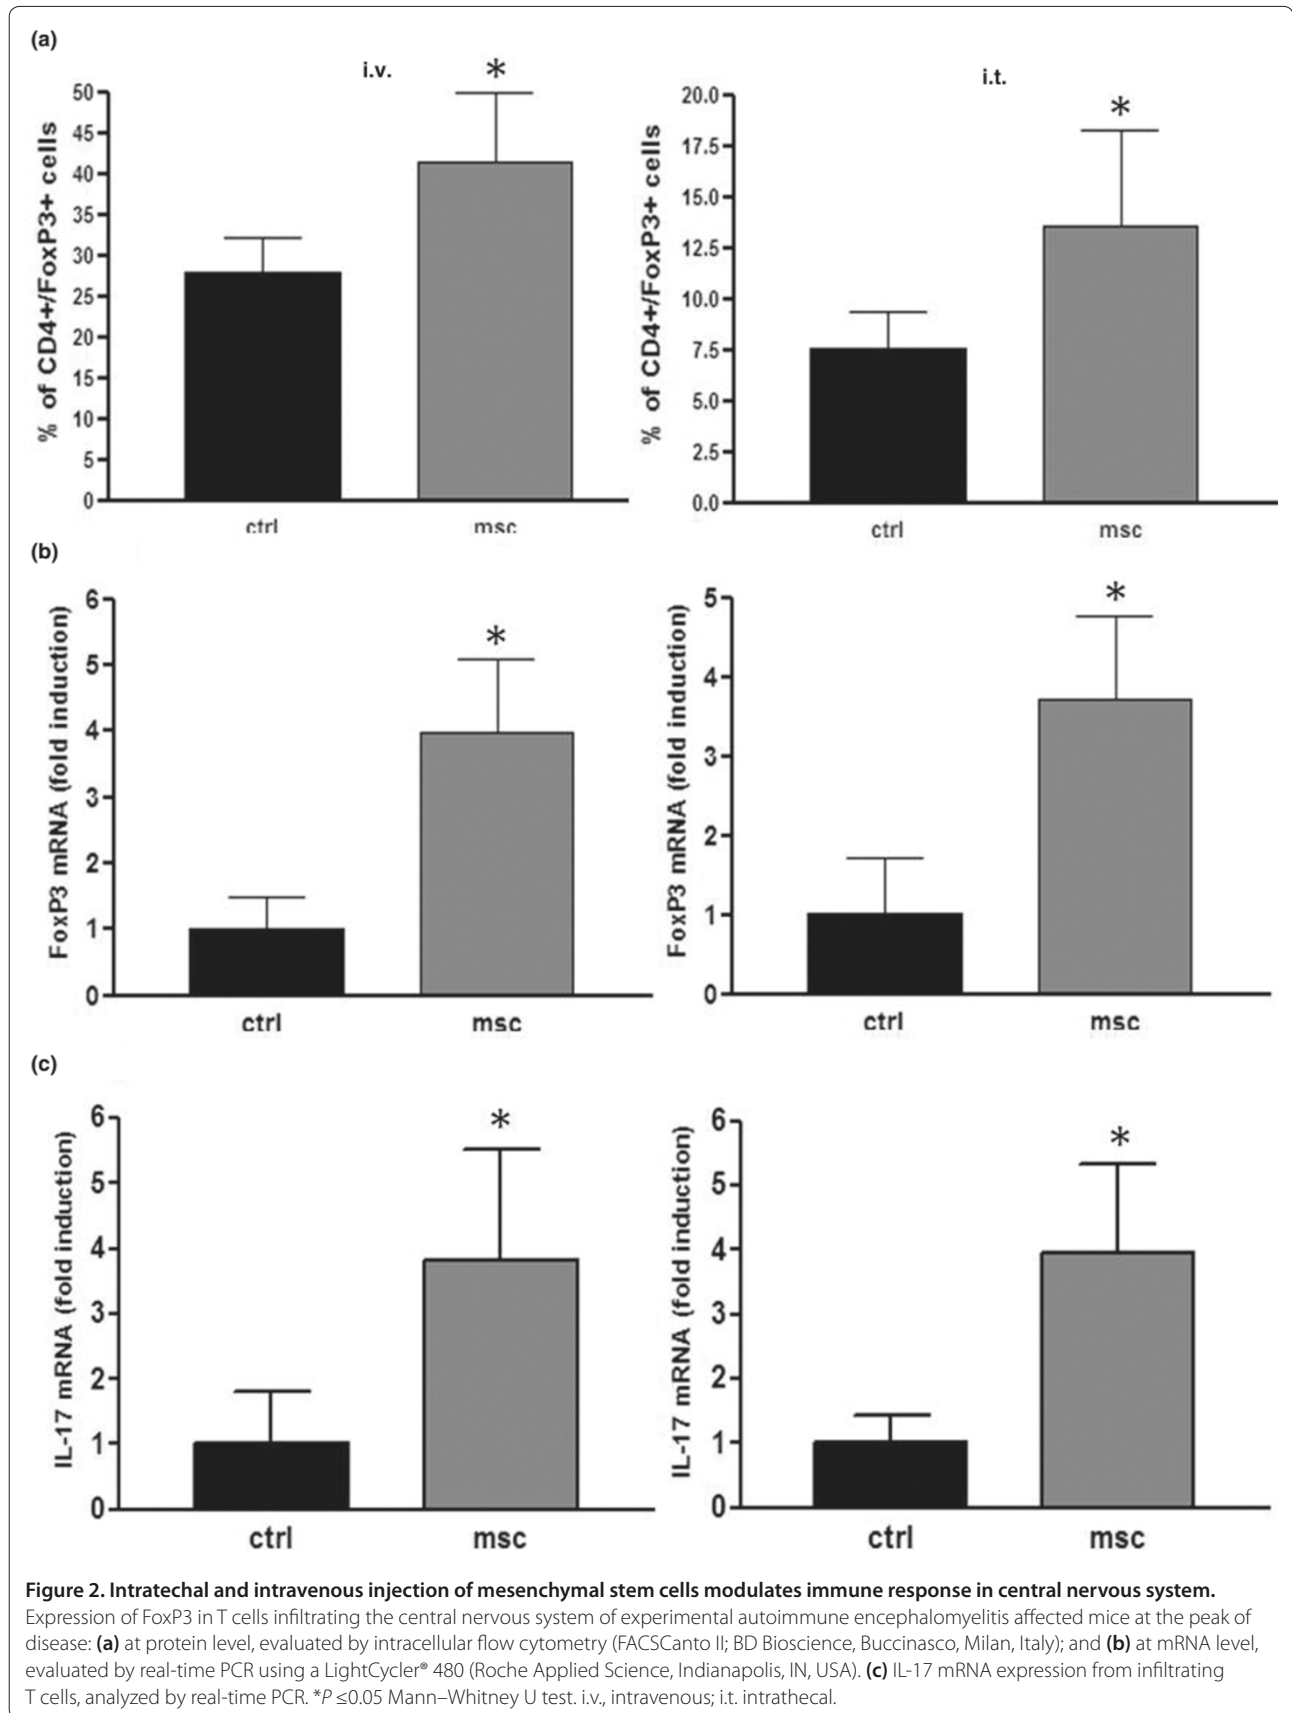 (a)
i.v.
*
50
45
40
35
30
25
20
15
10
5
0
% of CD4+/FoxP3+ cells
ctrl
msc
i.t.
*
20.0
17.5
15.0
12.5
10.0
7.5
5.0
2.5
0.0
% of CD4+/FoxP3+ cells
ctrl
msc
(b)
*
6
5
4
3
2
1
0
FoxP3 mRNA (fold induction)
ctrl
msc
*
5
4
3
2
1
0
FoxP3 mRNA (fold induction)
ctrl
msc
(c)
*
6
5
4
3
2
1
0
IL-17 mRNA (fold induction)
ctrl
msc
*
6
5
4
3
2
1
0
IL-17 mRNA (fold induction)
ctrl
msc
Figure 2. Intratechal and intravenous injection of mesenchymal stem cells modulates immune response in central nervous system.
Expression of FoxP3 in T cells infiltrating the central nervous system of experimental autoimmune encephalomyelitis affected mice at the peak of
disease: (a) at protein level, evaluated by intracellular flow cytometry (FACSCanto II; BD Bioscience, Buccinasco, Milan, Italy); and (b) at mRNA level,
evaluated by real-time PCR using a LightCycler® 480 (Roche Applied Science, Indianapolis, IN, USA). (c) IL-17 mRNA expression from infiltrating
T cells, analyzed by real-time PCR. *P ≤0.05 Mann–Whitney U test. i.v., intravenous; i.t. intrathecal.